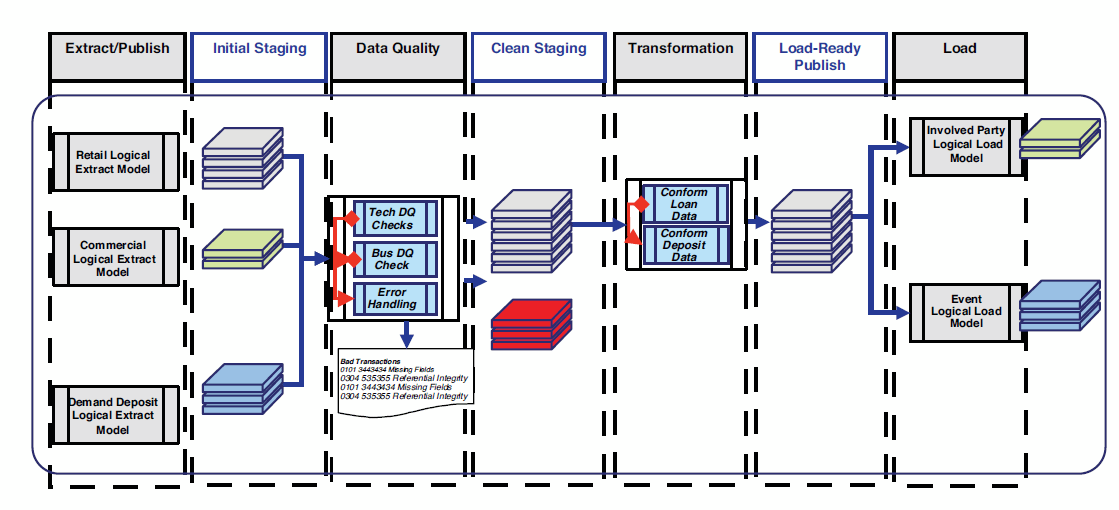 Extract/Publish
Initial Staging
Data Quality
Clean Staging
Transformation
Load-Ready
Publish
Load
Retail Logical
Extract Model
Commercial
Logical Extract
Model
Demand Deposit
Logical Extract
Model
Tech DQ
Checks
Bus DQ
Check
Error
Handling
Bad Transactions
0101 3443434 Missing Fields
0304 535355 Referential Integrity
0101 3443434 Missing Fields
0304 535355 Referential Integrity
Conform
Loan
Data
Conform
Deposit
Data
Involved Party
Logical Load
Model
Event
Logical Load
Model